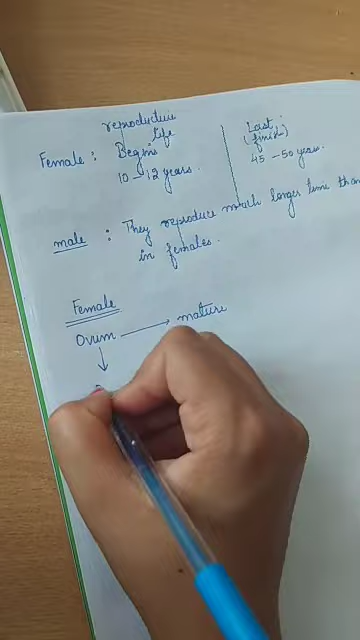 reproductive
life
Female : Begins
10 - 12 years.
Last.
(finish)
45 - 50 years.
male : They reproduce much longer time than
in females.
Female
Ovum → mature
↓